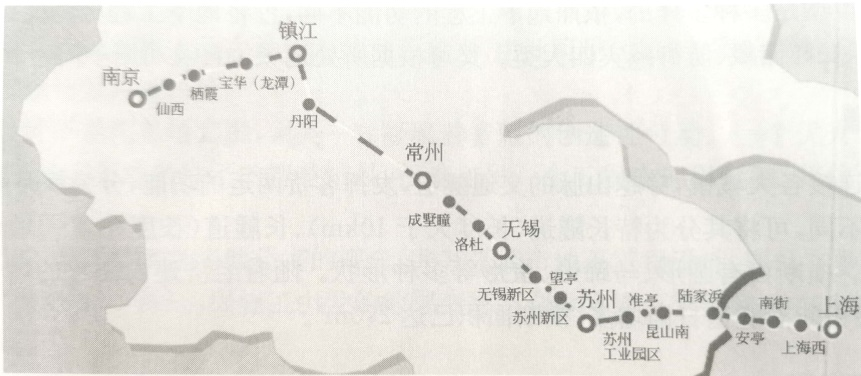 南京
仙西
栖霞
宝华(龙潭)
镇江
丹阳
常州
成墅疃
洛杜
无锡
无锡新区
望亭
苏州新区
苏州
苏州
工业园区
准亭
昆山南
陆家浜
安亭
南街
上海西
上海